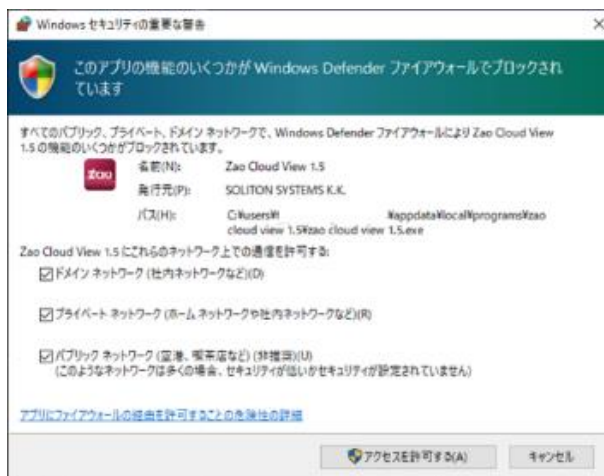 Windows セキュリティの重要な警告
このアプリの機能のいくつかが Windows Defender ファイアウォールでブロックされ
ています
すべてのパブリック、プライベート、ドメイン ネットワークで、Windows Defender ファイアウォールにより Zao Cloud View
1.5 の機能のいくつかがブロックされています。
zao
名前(N): Zao Cloud View 1.5
発行元(P): SOLITON SYSTEMS K.K.
パス(H): C:¥users¥t ¥appdata¥local¥programs¥zao
cloud view 1.5¥zao cloud view 1.5.exe
Zao Cloud View 1.5 にこれらのネットワーク上での通信を許可する:
ドメイン ネットワーク (社内ネットワークなど)(D)
プライベート ネットワーク (ホーム ネットワークや社内ネットワークなど)(R)
パブリック ネットワーク (空港、喫茶店など) (非推奨)(U)
(このようなネットワークは多くの場合、セキュリティが低いかセキュリティが設定されていません)
アプリにファイアウォールの経由を許可することの危険性の詳細
アクセスを許可する(A) キャンセル